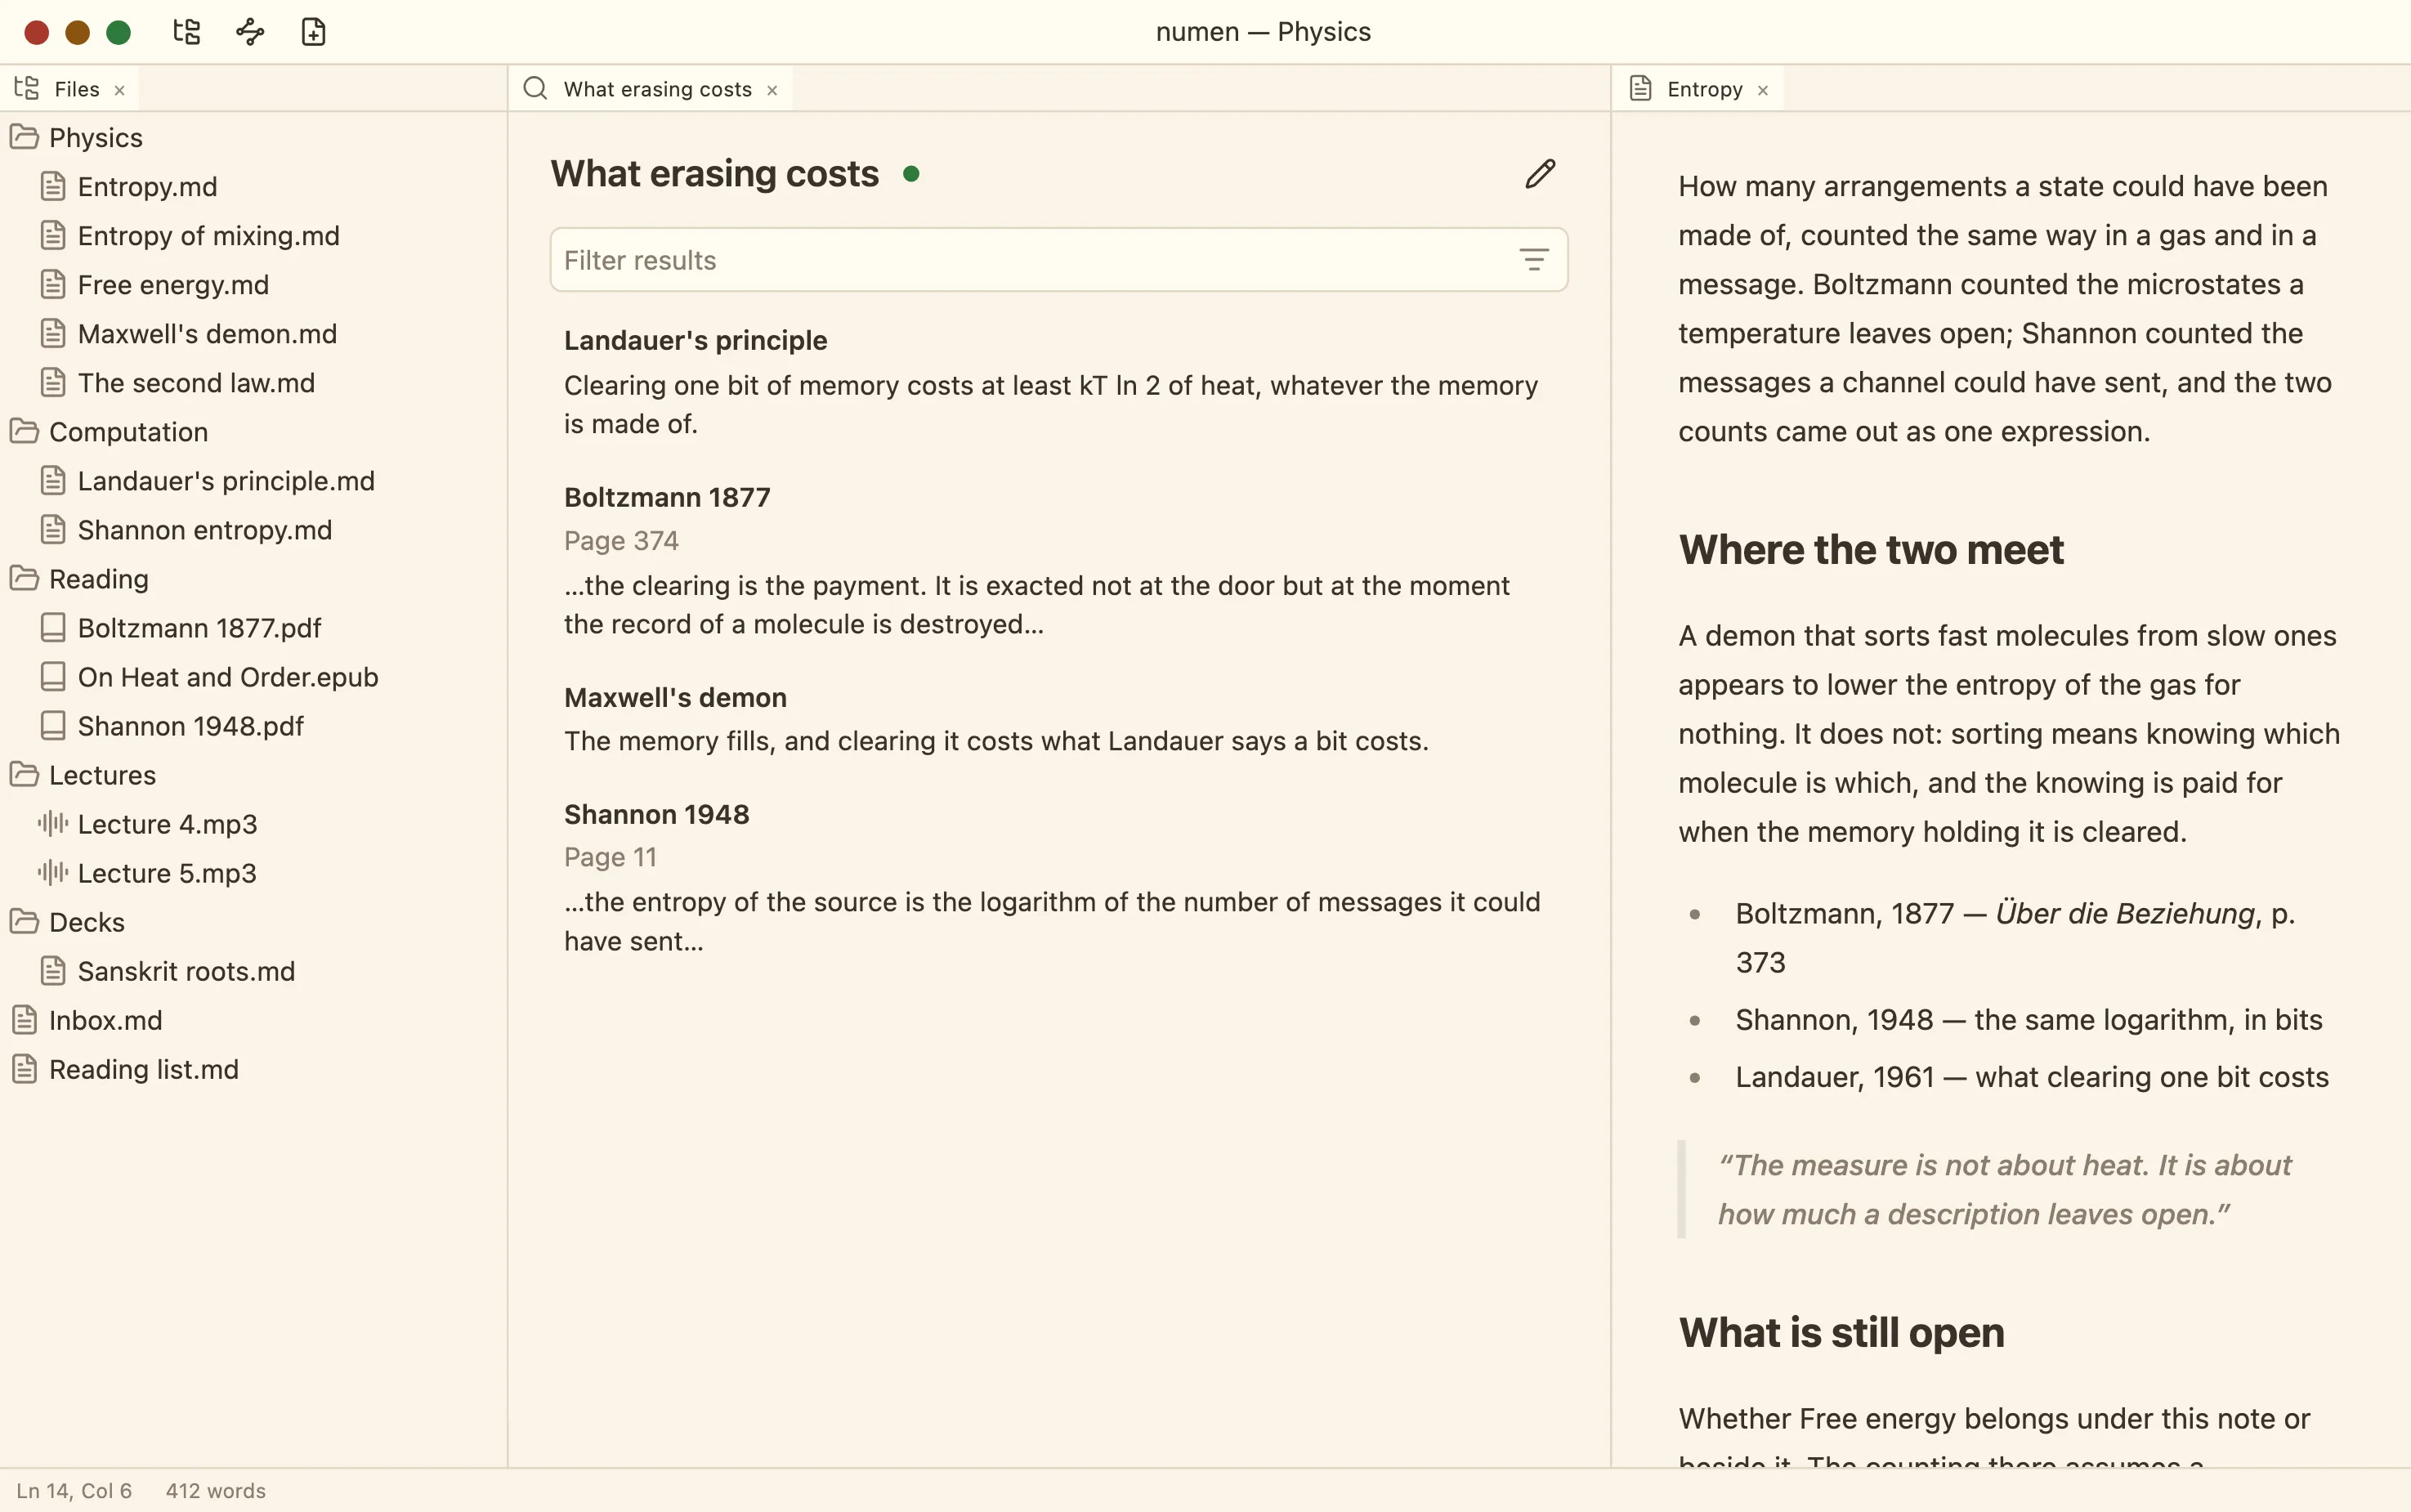 numen — Physics
Files
Physics
Entropy.md
Entropy of mixing.md
Free energy.md
Maxwell's demon.md
The second law.md
Computation
Landauer's principle.md
Shannon entropy.md
Reading
Boltzmann 1877.pdf
On Heat and Order.epub
Shannon 1948.pdf
Lectures
Lecture 4.mp3
Lecture 5.mp3
Decks
Sanskrit roots.md
Inbox.md
Reading list.md
What erasing costs
What erasing costs
Filter results
Landauer's principle
Clearing one bit of memory costs at least kT ln 2 of heat, whatever the memory
is made of.
Boltzmann 1877
Page 374
...the clearing is the payment. It is exacted not at the door but at the moment
the record of a molecule is destroyed...
Maxwell's demon
The memory fills, and clearing it costs what Landauer says a bit costs.
Shannon 1948
Page 11
...the entropy of the source is the logarithm of the number of messages it could
have sent...
Entropy
How many arrangements a state could have been
made of, counted the same way in a gas and in a
message. Boltzmann counted the microstates a
temperature leaves open; Shannon counted the
messages a channel could have sent, and the two
counts came out as one expression.
Where the two meet
A demon that sorts fast molecules from slow ones
appears to lower the entropy of the gas for
nothing. It does not: sorting means knowing which
molecule is which, and the knowing is paid for
when the memory holding it is cleared.
Boltzmann, 1877 — Über die Beziehung, p.
373
Shannon, 1948 — the same logarithm, in bits
Landauer, 1961 — what clearing one bit costs
“The measure is not about heat. It is about
how much a description leaves open.”
What is still open
Whether Free energy belongs under this note or
beside it. The counting there assumes a
Ln 14, Col 6
412 words